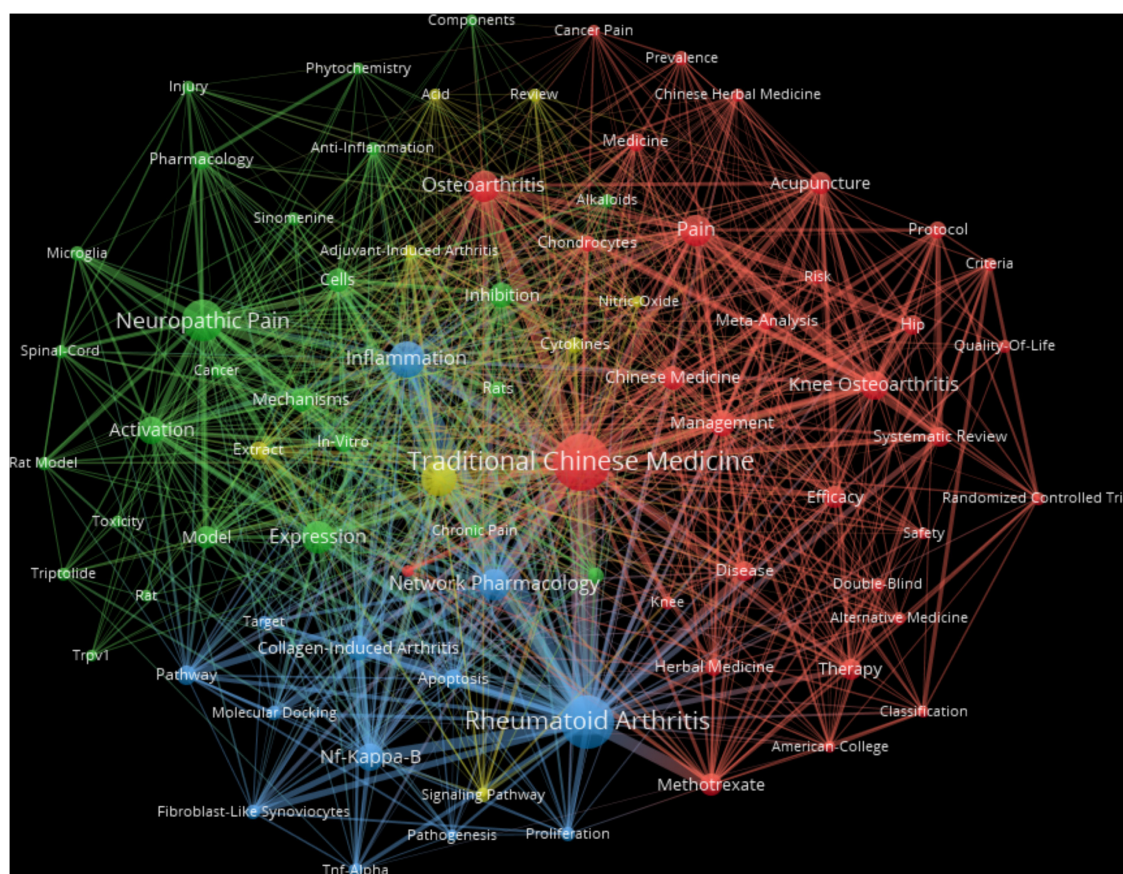 Components
Cancer Pain
Prevalence
Phytochemistry
Injury
Acid
Review
Chinese Herbal Medicine
Medicine
Anti-Inflammation
Pharmacology
Osteoarthritis
Acupuncture
Alkaloids
Sinomenine
Pain
Protocol
Chondrocytes
Microglia
Adjuvant-Induced Arthritis
Criteria
Cells
Risk
Inhibition
Nitric-Oxide
Neuropathic Pain
Meta-Analysis
Hip
Cytokines
Quality-Of-Life
Spinal-Cord
Inflammation
Cancer
Chinese Medicine
Knee Osteoarthritis
Rats
Mechanisms
Management
Activation
Systematic Review
In-Vitro
Extract
Rat Model
Traditional Chinese Medicine
Efficacy
Randomized Controlled Tri
Toxicity
Chronic Pain
Safety
Model
Expression
Triptolide
Disease
Network Pharmacology
Double-Blind
Rat
Knee
Alternative Medicine
Target
Collagen-Induced Arthritis
Trpv1
Herbal Medicine
Therapy
Pathway
Apoptosis
Molecular Docking
Classification
Rheumatoid Arthritis
American-College
Nf-Kappa-B
Methotrexate
Signaling Pathway
Fibroblast-Like Synoviocytes
Pathogenesis
Proliferation
Tnf-Alpha